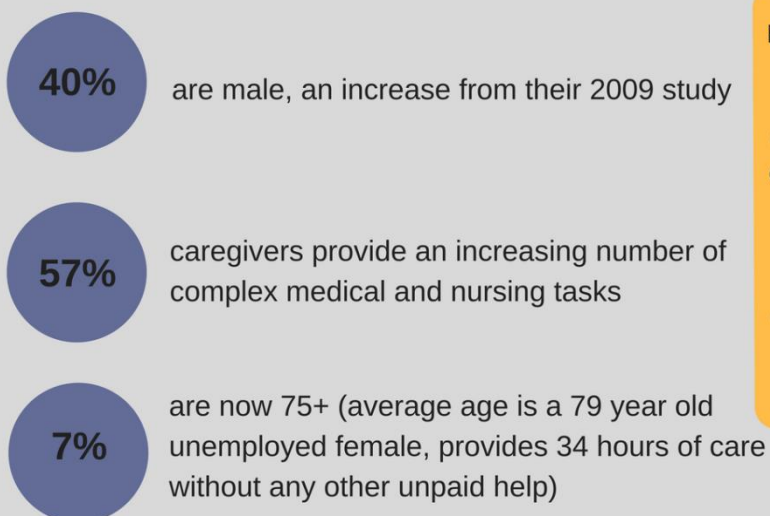 40%
are male, an increase from their 2009 study
57%
caregivers provide an increasing number of
complex medical and nursing tasks
7%
are now 75+ (average age is a 79 year old
unemployed female, provides 34 hours of care
without any other unpaid help)